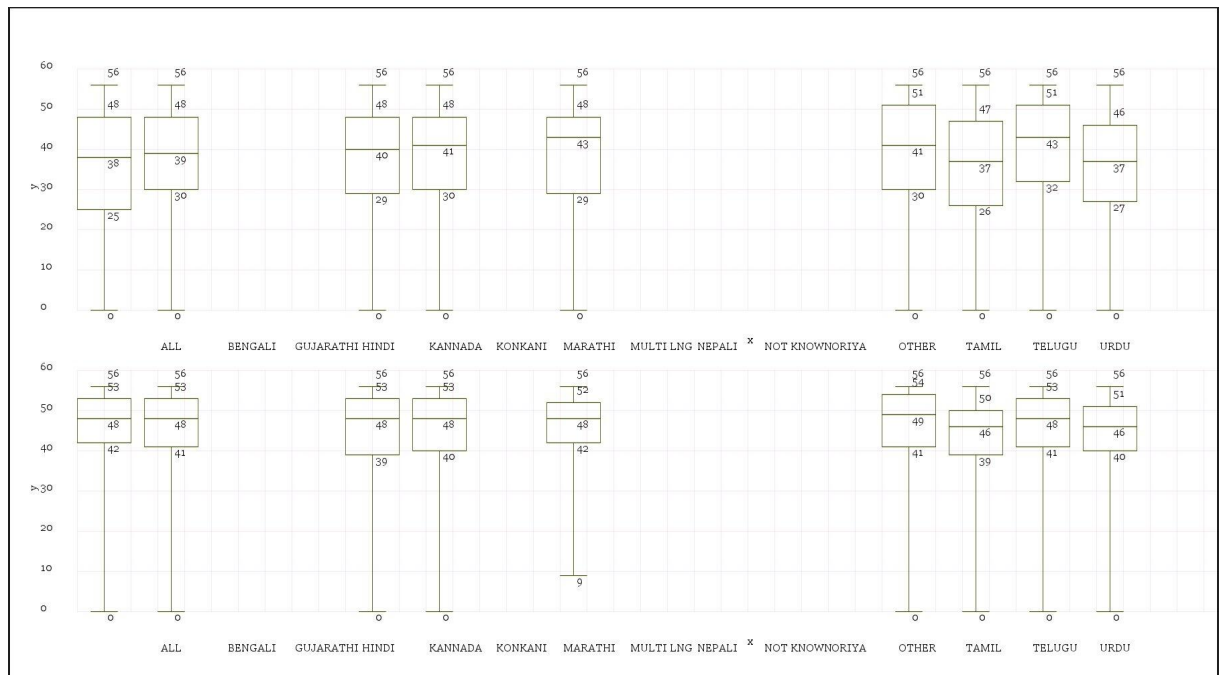 60 56 56 56 56 56 56 56 56 56
50 48 48 48 48 48 51 47 51 46
40 38 39 40 41 43 41 37 43 37
y 30 25 30 29 30 29 30 26 32 27
20
10
0 0 0 0 0 0 0 0 0 0
ALL BENGALI GUJARATHI HINDI KANNADA KONKANI MARATHI MULTI LNG NEPALI x NOT KNOWNORIYA OTHER TAMIL TELUGU URDU
60 56 56 56 56 56 56 56 56 56
53 53 53 53 52 54 50 53 51
50 48 48 48 48 48 49 46 48 46
40 42 41 39 40 42 41 39 41 40
y 30
20
10 9
0 0 0 0 0 0 0 0 0
ALL BENGALI GUJARATHI HINDI KANNADA KONKANI MARATHI MULTI LNG NEPALI x NOT KNOWNORIYA OTHER TAMIL TELUGU URDU